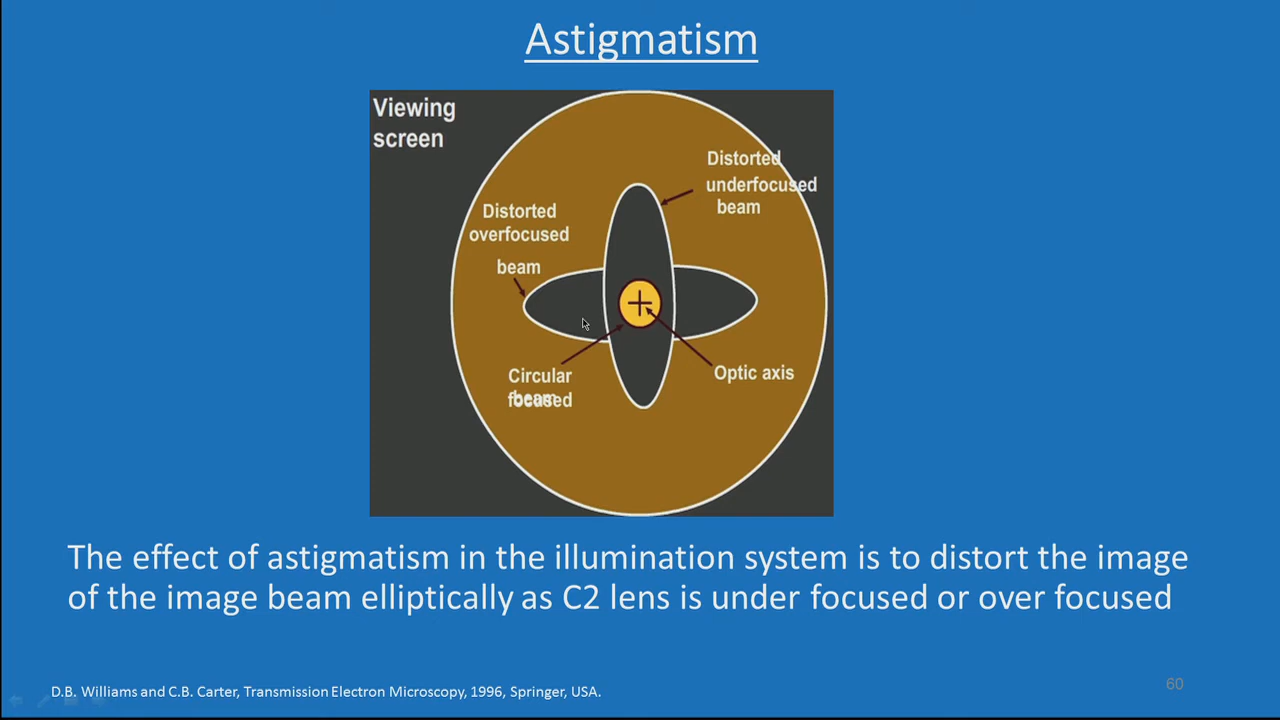 Astigmatism
Viewing
screen
Distorted
underfocused
beam
Distorted
overfocused
beam
Circular
beam
focused
Optic axis
The effect of astigmatism in the illumination system is to distort the image
of the image beam elliptically as C2 lens is under focused or over focused
D.B. Williams and C.B. Carter, Transmission Electron Microscopy, 1996, Springer, USA.
60